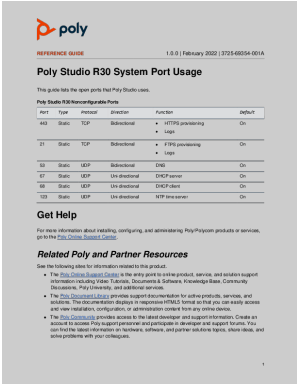 poly
REFERENCE GUIDE
1.0.0 | February 2022 | 3725-69354-001A
Poly Studio R30 System Port Usage
This guide lists the open ports that Poly Studio uses.
Poly Studio R30 Nonconfigurable Ports
Port Type Protocol Direction Function Default
443 Static TCP Bidirectional • HTTPS provisioning On
• Logs
21 Static TCP Bidirectional • FTPS provisioning On
• Logs
53 Static UDP Bidirectional DNS On
67 Static UDP Uni directional DHCP server On
68 Static UDP Uni directional DHCP client On
123 Static UDP Uni directional NTP time server On
Get Help
For more information about installing, configuring, and administering Poly/Polycom products or services,
go to the Poly Online Support Center.
Related Poly and Partner Resources
See the following sites for information related to this product.
• The Poly Online Support Center is the entry point to online product, service, and solution support
information including Video Tutorials, Documents & Software, Knowledge Base, Community
Discussions, Poly University, and additional services.
• The Poly Document Library provides support documentation for active products, services, and
solutions. The documentation displays in responsive HTML5 format so that you can easily access
and view installation, configuration, or administration content from any online device.
• The Poly Community provides access to the latest developer and support information. Create an
account to access Poly support personnel and participate in developer and support forums. You
can find the latest information on hardware, software, and partner solutions topics, share ideas, and
solve problems with your colleagues.
1